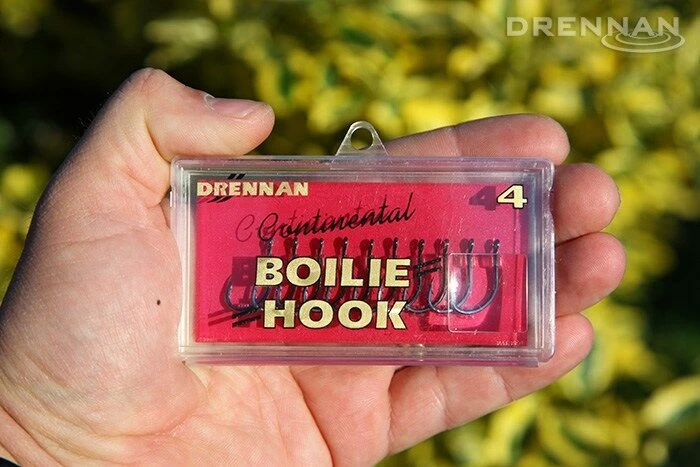 DRENNAN
DRENNAN
4
Continental
BOILIE
HOOK